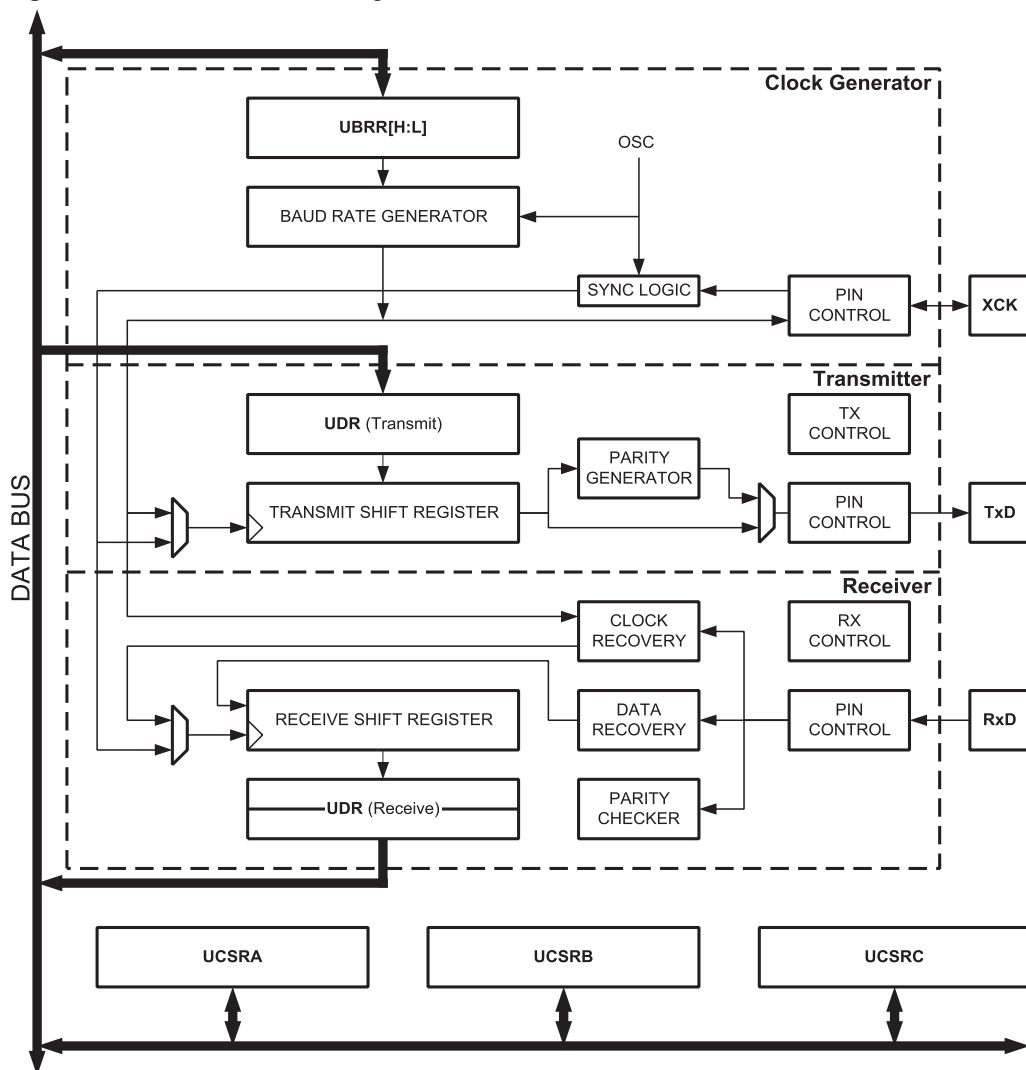 Clock Generator
UBRR[H:L]
OSC
BAUD RATE GENERATOR
SYNC LOGIC
PIN
CONTROL
XCK
Transmitter
UDR (Transmit)
TX
CONTROL
PARITY
GENERATOR
TRANSMIT SHIFT REGISTER
PIN
CONTROL
TxD
DATA BUS
Receiver
CLOCK
RECOVERY
RX
CONTROL
RECEIVE SHIFT REGISTER
DATA
RECOVERY
PIN
CONTROL
RxD
UDR (Receive)
PARITY
CHECKER
UCSRA
UCSRB
UCSRC